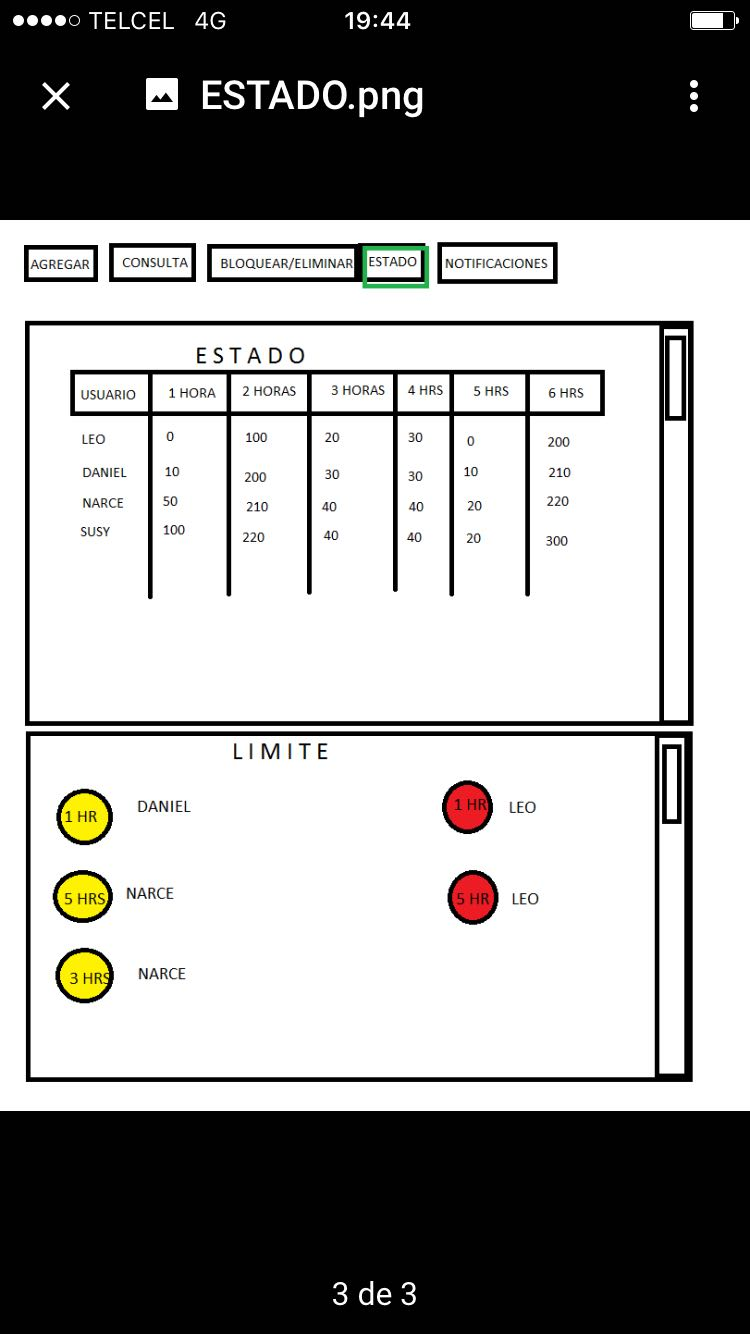 TELCEL 4G 19:44
ESTADO.png
AGREGAR CONSULTA BLOQUEAR/ELIMINAR ESTADO NOTIFICACIONES
ESTADO
USUARIO 1 HORA 2 HORAS 3 HORAS 4 HRS 5 HRS 6 HRS
LEO 0 100 20 30 0 200
DANIEL 10 200 30 30 10 210
NARCE 50 210 40 40 20 220
SUSY 100 220 40 40 20 300
LIMITE
1 HR DANIEL 1 HR LEO
5 HRS NARCE 5 HR LEO
3 HRS NARCE
3 de 3